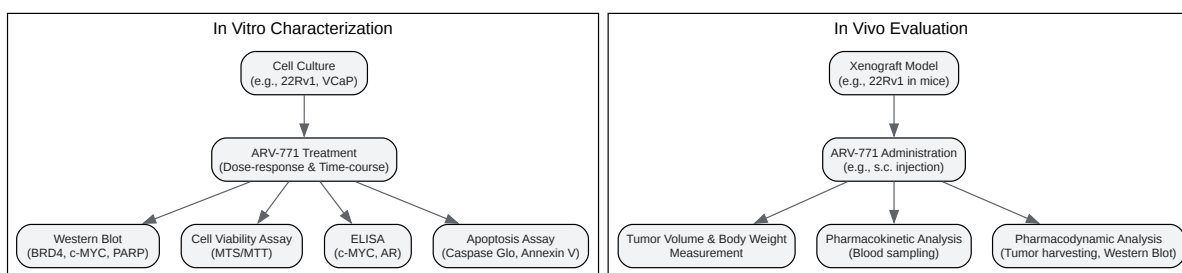 In Vitro Characterization
Cell Culture
(e.g., 22Rv1, VCaP)
ARV-771 Treatment
(Dose-response & Time-course)
Western Blot
(BRD4, c-MYC, PARP)
Cell Viability Assay
(MTS/MTT)
ELISA
(c-MYC, AR)
Apoptosis Assay
(Caspase Glo, Annexin V)
In Vivo Evaluation
Xenograft Model
(e.g., 22Rv1 in mice)
ARV-771 Administration
(e.g., s.c. injection)
Tumor Volume & Body Weight
Measurement
Pharmacokinetic Analysis
(Blood sampling)
Pharmacodynamic Analysis
(Tumor harvesting, Western Blot)